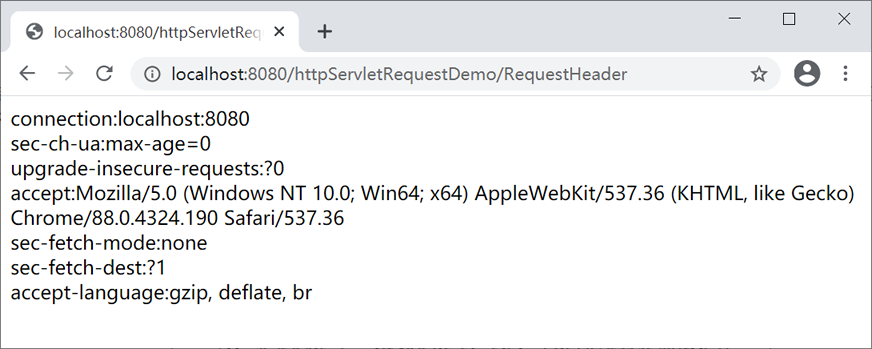 localhost:8080/httpServletReq
localhost:8080/httpServletRequestDemo/RequestHeader
connection:localhost:8080
sec-ch-ua:max-age=0
upgrade-insecure-requests:?0
accept:Mozilla/5.0 (Windows NT 10.0; Win64; x64) AppleWebKit/537.36 (KHTML, like Gecko)
Chrome/88.0.4324.190 Safari/537.36
sec-fetch-mode:none
sec-fetch-dest:?1
accept-language:gzip, deflate, br